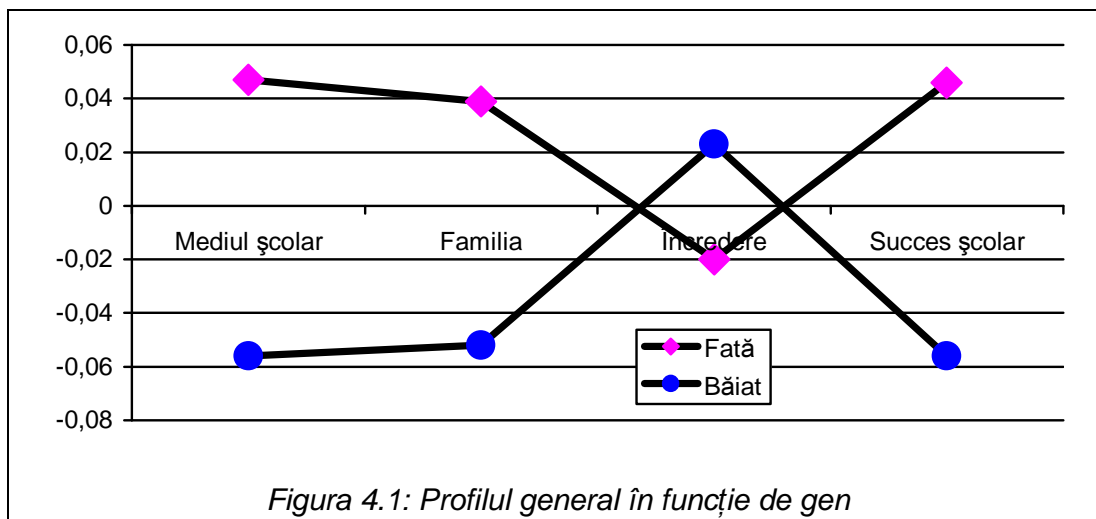 0,06
0,04
0,02
0
-0,02
-0,04
-0,06
-0,08
Mediul şcolar Familia Încredere Succes şcolar
Fată
Băiat
Figura 4.1: Profilul general în funcţie de gen